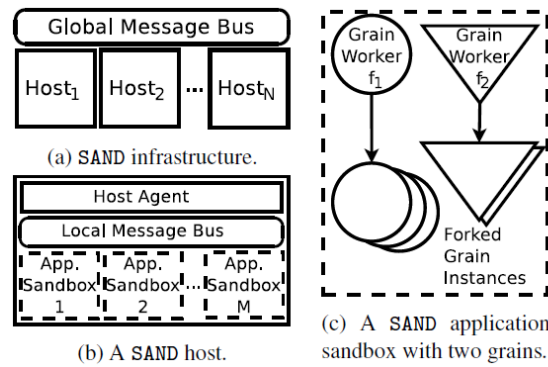 Global Message Bus
Host1 Host2 ... HostN
(a) SAND infrastructure.
Host Agent
Local Message Bus
App. App. App.
Sandbox Sandbox ... Sandbox
1 2 M
(b) A SAND host.
Grain Grain
Worker Worker
f1 f2
Forked
Grain
Instances
(c) A SAND application
sandbox with two grains.